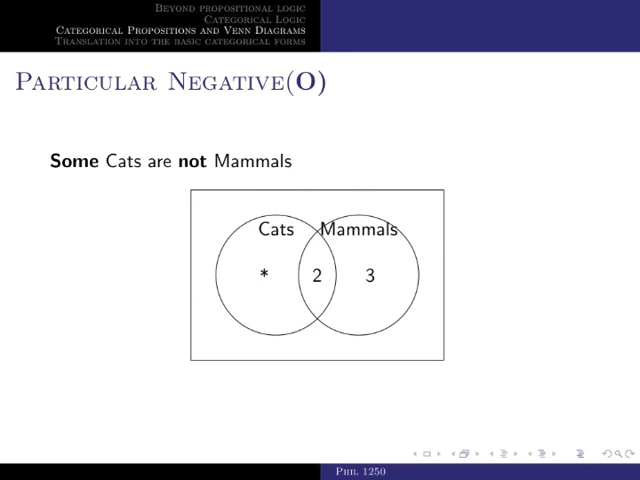 Beyond propositional logic
Categorical Logic
Categorical Propositions and Venn Diagrams
Translation into the basic categorical forms
Particular Negative(O)
Some Cats are not Mammals
Cats Mammals
* 2 3
Phil 1250